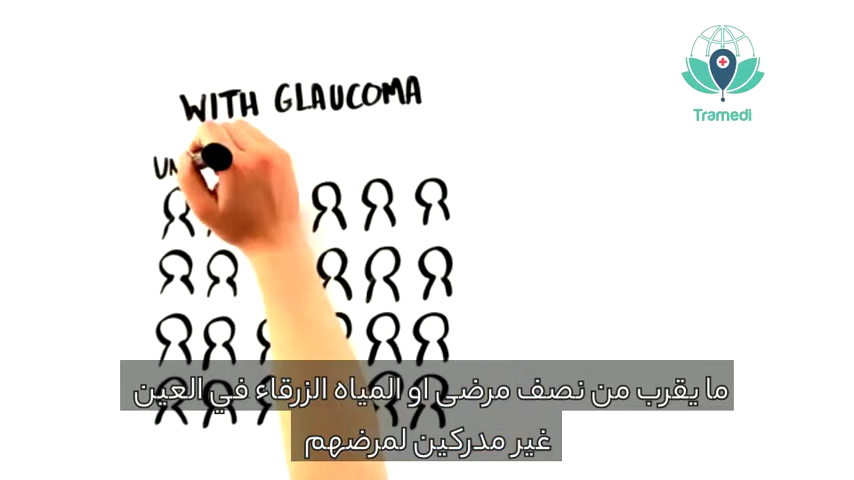 WITH GLAUCOMA
Tramedi
ما يقرب من نصف مرضى او المياه الزرقاء في العين
غير مدركين لمرضهم